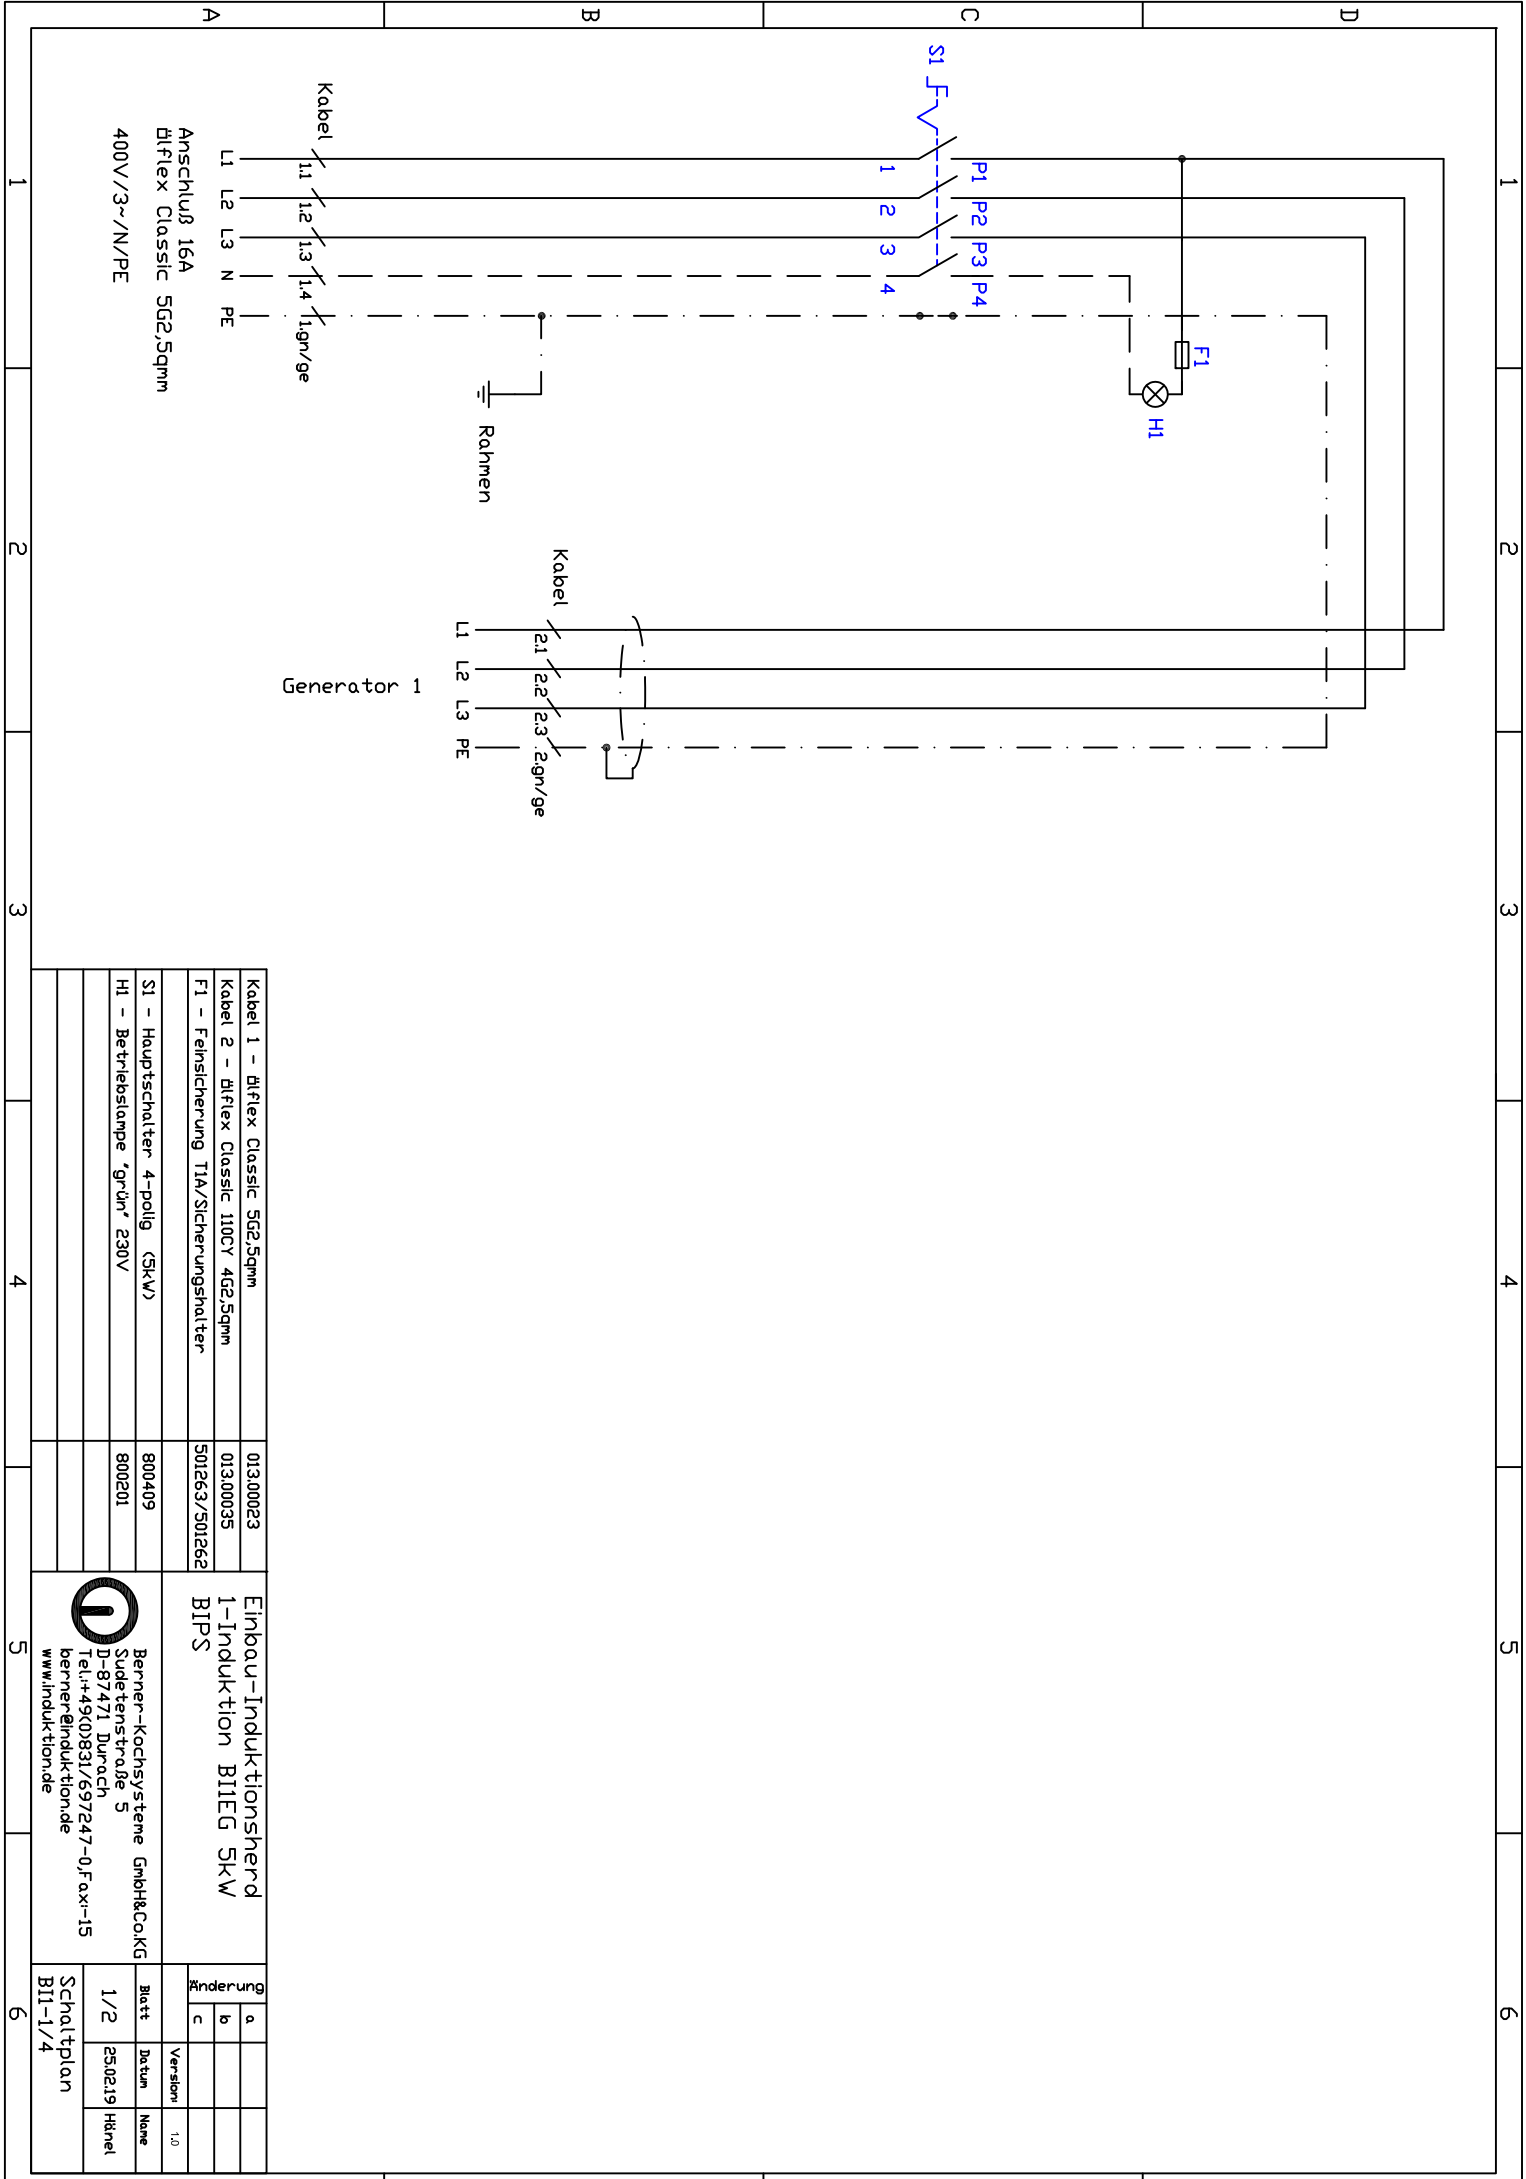 1
2
3
4
5
6
D
C
B
A
S1
P1
P2
P3
P4
1
2
3
4
F1
H1
Rahmen
Kabel
1.1
1.2
1.3
1.4
1.gn/ge
L1
L2
L3
N
PE
Anschluß 16A
ölflex Classic 5G2,5qmm
400V/3~/N/PE
Kabel
2.1
2.2
2.3
2.gn/ge
L1
L2
L3
PE
Generator 1
Kabel 1 - ölflex Classic 5G2,5qmm 013.00023
Kabel 2 - ölflex Classic 110CY 4G2,5qmm 013.00035
F1 - Feinsicherung T1A/Sicherungshalter 501263/501262
S1 - Hauptschalter 4-polig (5kW) 800409
H1 - Betriebslampe "grün" 230V 800201
Einbau-Induktionsherd
1-Induktion BI1EG 5kW
BIPS
Berner-Kochsysteme GmbH&Co.KG
Sudetenstraße 5
D-87471 Durach
Tel.:+49(0)831/697247-0,Fax:-15
berner@induktion.de
www.induktion.de
Änderung
a
b
c
Version: 1.0
Blatt Datum Name
1/2 25.02.19 Hänel
Schaltplan
BI1-1/4
A
B
C
D
1
2
3
4
5
6